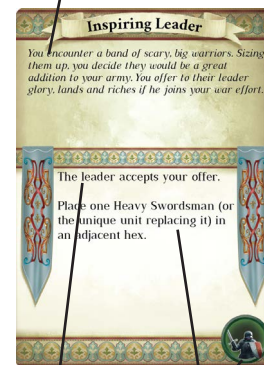 Inspiring Leader
You encounter a band of scary, big warriors. Sizing
them up, you decide they would be a great
addition to your army. You offer to their leader
glory, lands and riches if he joins your war effort.
The leader accepts your offer.
Place one Heavy Swordsman (or
the unique unit replacing it) in
an adjacent hex.